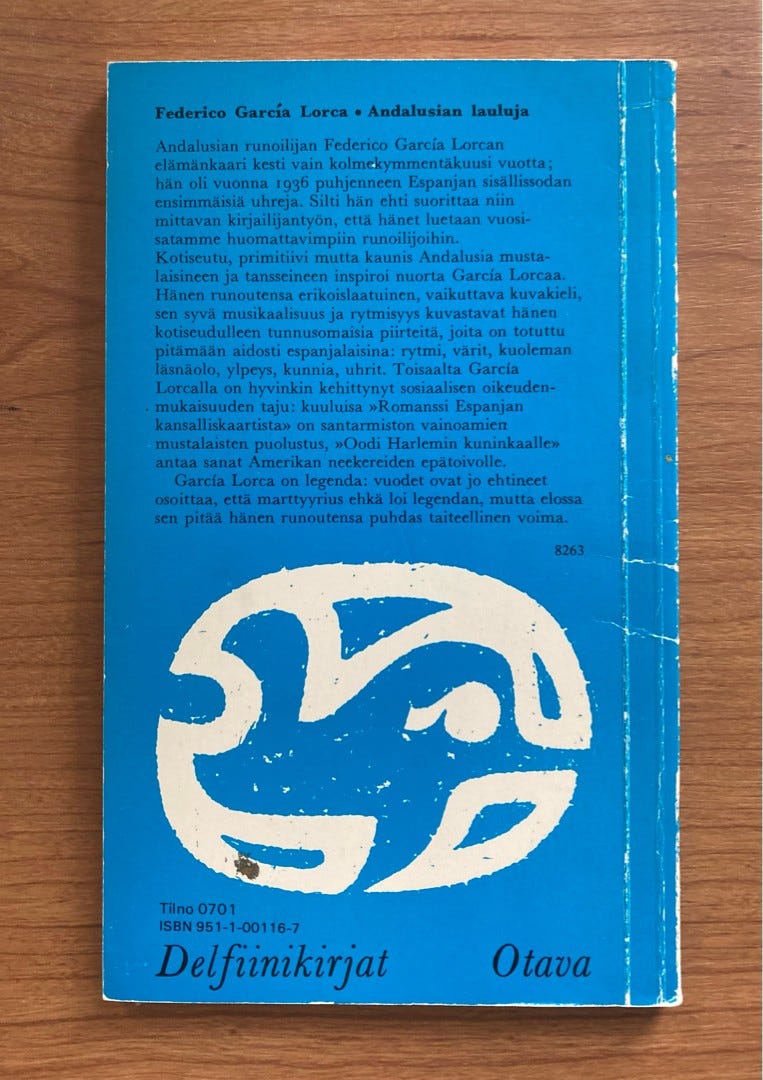 Federico García Lorca • Andalusian lauluja
Andalusian runoilijan Federico García Lorcan
elämänkaari kesti vain kolmekymmentäkuusi vuotta;
hän oli vuonna 1936 puhjenneen Espanjan sisällissodan
ensimmäisiä uhreja. Silti hän ehti suorittaa niin
mittavan kirjailijantyön, että hänet luetaan vuosi-
satamme huomattavimpiin runoilijoihin.
Kotiseutu, primitiivi mutta kaunis Andalusia musta-
laisineen ja tansseineen inspiroi nuorta García Lorcaa.
Hänen runoutensa erikoislaatuinen, vaikuttava kuvakieli,
sen syvä musikaalisuus ja rytmisyys kuvastavat hänen
kotiseudulleen tunnusomaisia piirteitä, joita on totuttu
pitämään aidosti espanjalaisina: rytmi, värit, kuoleman
läsnäolo, ylpeys, kunnia, uhrit. Toisaalta García
Lorcalla on hyvinkin kehittynyt sosiaalisen oikeuden-
mukaisuuden taju: kuuluisa »Romanssi Espanjan
kansalliskaartista» on santarmiston vainoamien
mustalaisten puolustus, »Oodi Harlemin kuninkaalle»
antaa sanat Amerikan neekereiden epätoivolle.
García Lorca on legenda: vuodet ovat jo ehtineet
osoittaa, että marttyyrius ehkä loi legendan, mutta elossa
sen pitää hänen runoutensa puhdas taiteellinen voima.
8263
Tilno 0701
ISBN 951-1-00116-7
Delfiinikirjat Otava